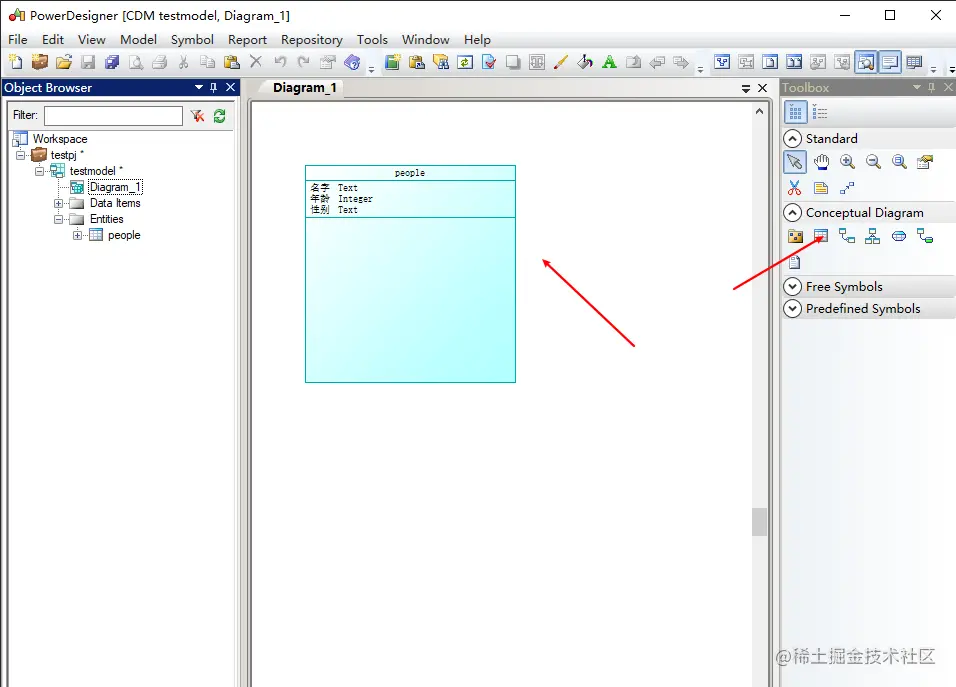 PowerDesigner [CDM testmodel, Diagram_1]
File Edit View Model Symbol Report Repository Tools Window Help
Object Browser
Filter:
Workspace
testpj *
testmodel *
Diagram_1
Data Items
Entities
people
Diagram_1
people
名字 Text
年龄 Integer
性别 Text
Toolbox
Standard
Conceptual Diagram
Free Symbols
Predefined Symbols
@稀土掘金技术社区